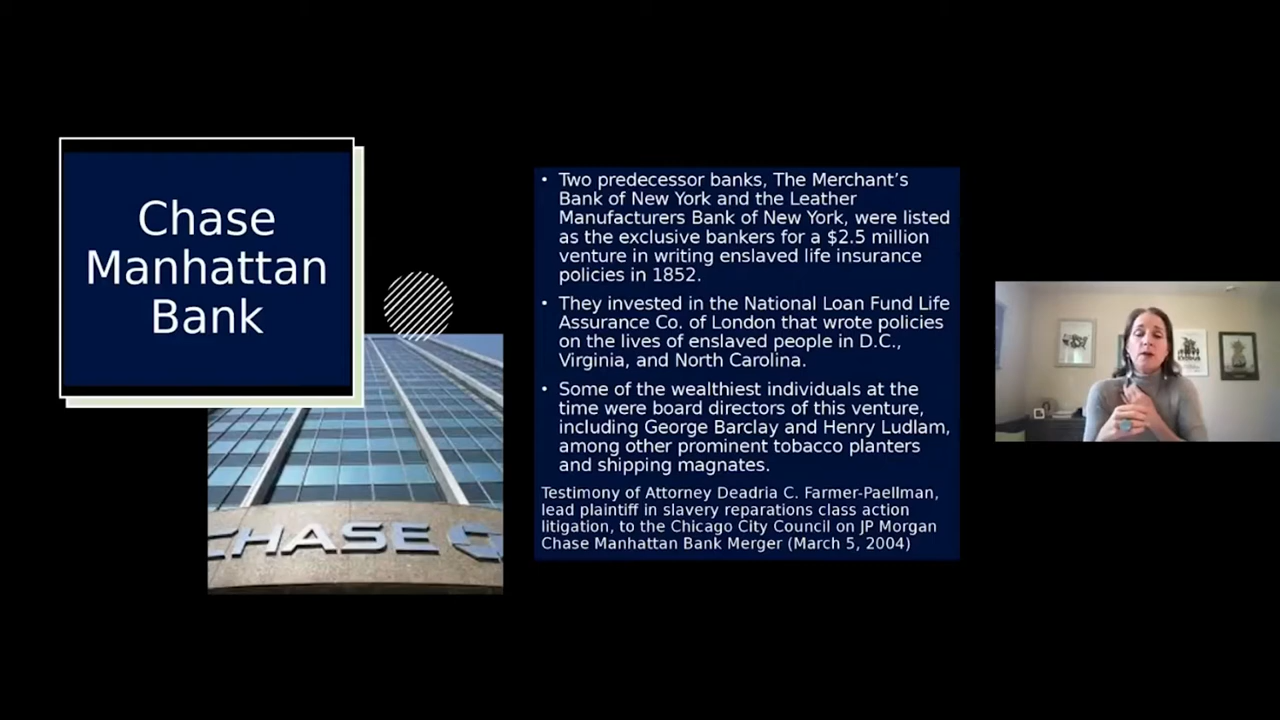 Chase
Manhattan
Bank
CHASE
• Two predecessor banks, The Merchant's
Bank of New York and the Leather
Manufacturers Bank of New York, were listed
as the exclusive bankers for a $2.5 million
venture in writing enslaved life insurance
policies in 1852.
• They invested in the National Loan Fund Life
Assurance Co. of London that wrote policies
on the lives of enslaved people in D.C.,
Virginia, and North Carolina.
• Some of the wealthiest individuals at the
time were board directors of this venture,
including George Barclay and Henry Ludlam,
among other prominent tobacco planters
and shipping magnates.
Testimony of Attorney Deadria C. Farmer-Paellman,
lead plaintiff in slavery reparations class action
litigation, to the Chicago City Council on JP Morgan
Chase Manhattan Bank Merger (March 5, 2004)